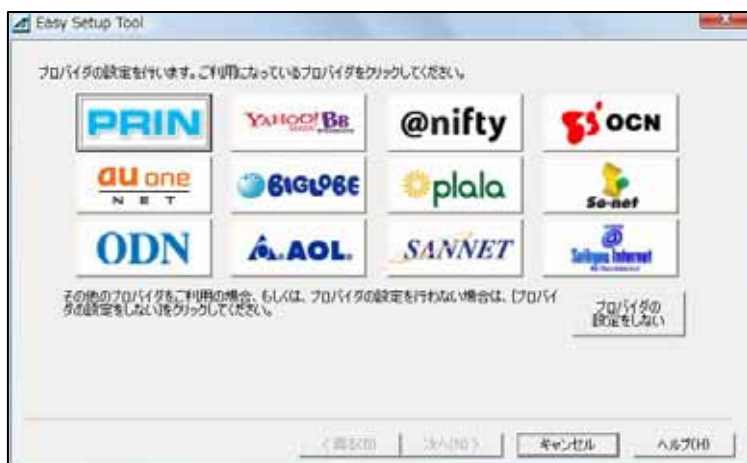 Easy Setup Tool
プロバイダの設定を行います。ご利用になっているプロバイダをクリックしてください。
PRIN
YAHOO! BB
@nifty
OCN
au one
NET
BIGLOBE
plala
So-net
ODN
AOL.
SANNET
@
Saikyou Internet
その他のプロバイダをご利用の場合、もしくは、プロバイダの設定を行わない場合は、[プロバイ
ダの設定をしない]をクリックしてください。
プロバイダの
設定をしない
< 戻る(B)
次へ(N) >
キャンセル
ヘルプ(H)